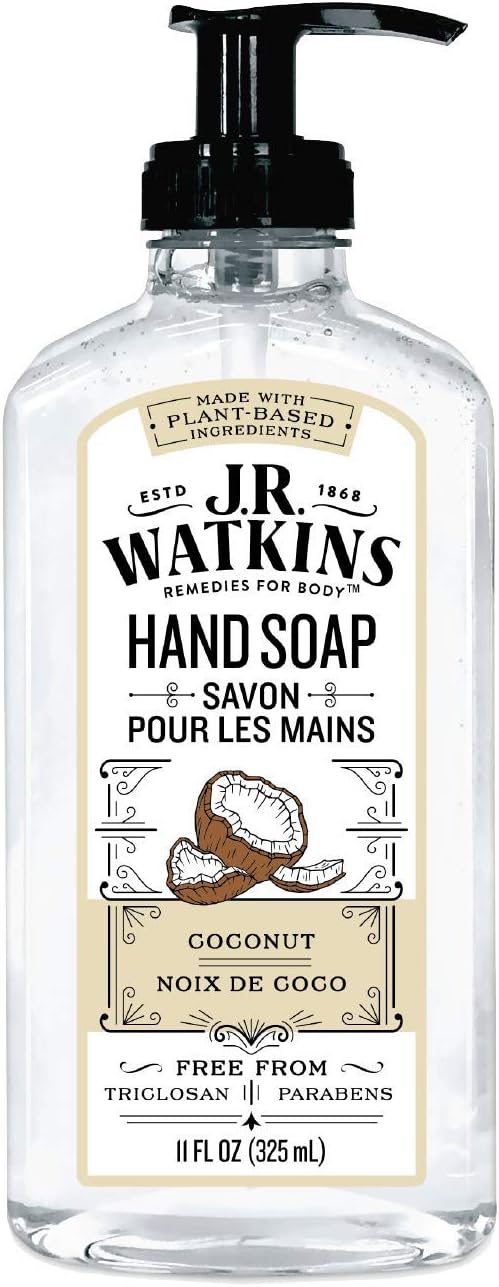 MADE WITH
PLANT-BASED
INGREDIENTS
ESTD J.R. 1868
WATKINS
REMEDIES FOR BODY™
HAND SOAP
SAVON
POUR LES MAINS
COCONUT
NOIX DE COCO
FREE FROM
TRICLOSAN PARABENS
11 FL OZ (325 mL)